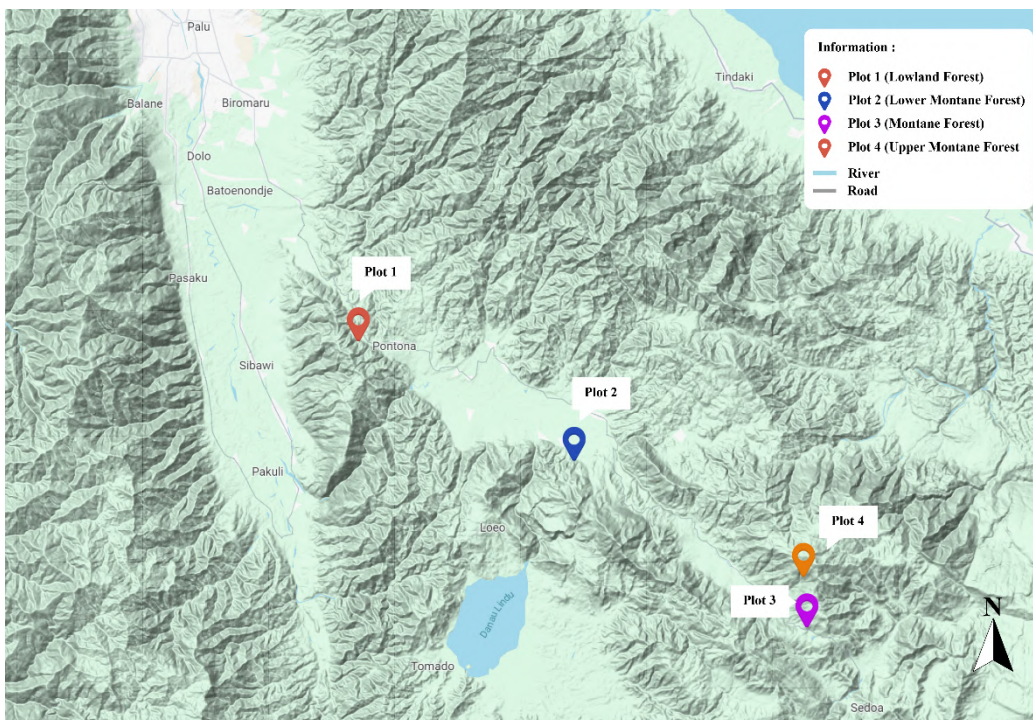 Palu
Information :
Tindaki
Plot 1 (Lowland Forest)
Balane
Biromaru
Plot 2 (Lower Montane Forest)
Plot 3 (Montane Forest)
Plot 4 (Upper Montane Forest
Dolo
River
Batoenondje
Road
Plot 1
Pasaku
Pontona
Sibawi
Plot 2
Pakuli
Loeo
Plot 4
Plot 3
Danau Lindu
N
Tomado
Sedoa